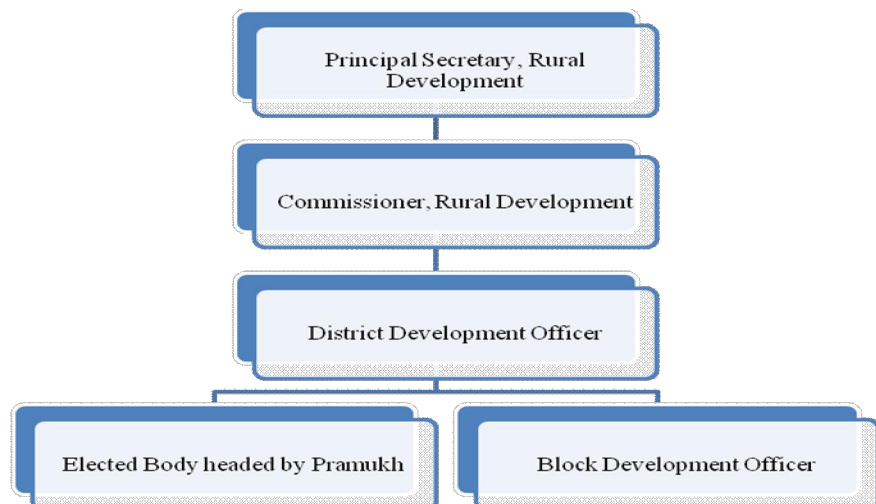 Principal Secretary, Rural
Development
Commissioner, Rural Development
District Development Officer
Elected Body headed by Pramukh
Block Development Officer